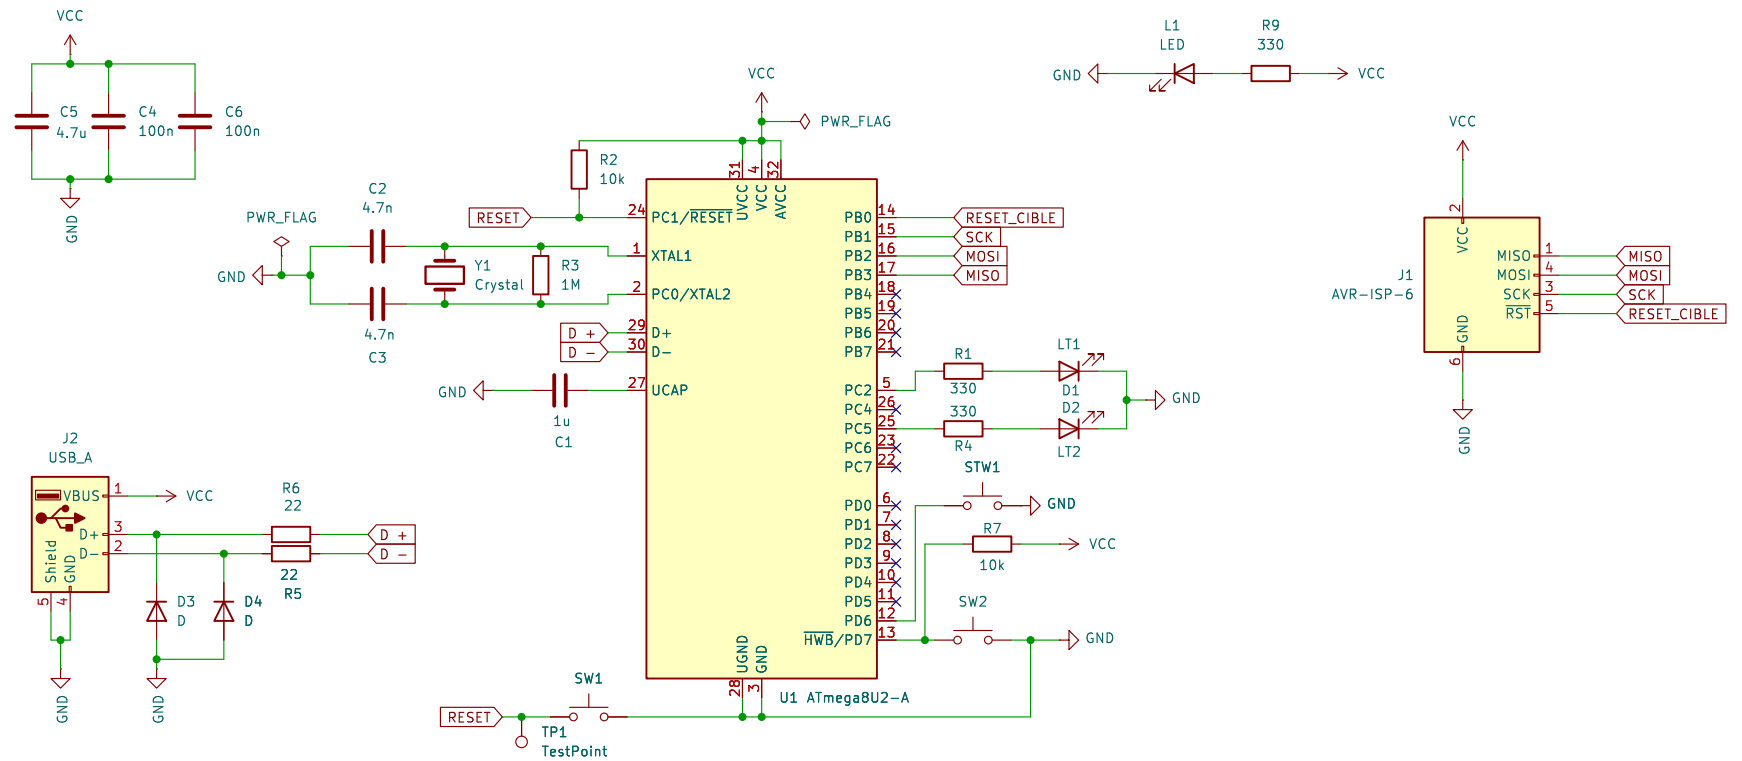 VCC
C5
4.7u
C4
100n
C6
100n
GND
L1
LED
R9
330
GND
VCC
VCC
PWR_FLAG
R2
10k
RESET
C2
4.7n
PWR_FLAG
GND
Y1
Crystal
R3
1M
4.7n
C3
D +
D -
GND
1u
C1
31
4
32
UVCC
VCC
AVCC
24 PC1/RESET
1 XTAL1
2 PC0/XTAL2
29 D+
30 D-
27 UCAP
PB0 14
PB1 15
PB2 16
PB3 17
PB4 18
PB5 19
PB6 20
PB7 21
PC2 5
PC4 26
PC5 25
PC6 23
PC7 22
PD0 6
PD1 7
PD2 8
PD3 9
PD4 10
PD5 11
PD6 12
HWB/PD7 13
UGND
GND
28
3
U1 ATmega8U2-A
RESET_CIBLE
SCK
MOSI
MISO
R1
330
LT1
D1
D2
330
R4
LT2
GND
STW1
GND
R7
10k
VCC
SW2
GND
VCC
2
VCC
J1
AVR-ISP-6
MISO 1
MOSI 4
SCK 3
RST 5
GND
6
MISO
MOSI
SCK
RESET_CIBLE
GND
J2
USB_A
VBUS 1
D+ 3
D- 2
Shield
GND
5
4
VCC
R6
22
22
R5
D +
D -
D3
D
D4
D
GND
GND
RESET
SW1
TP1
TestPoint